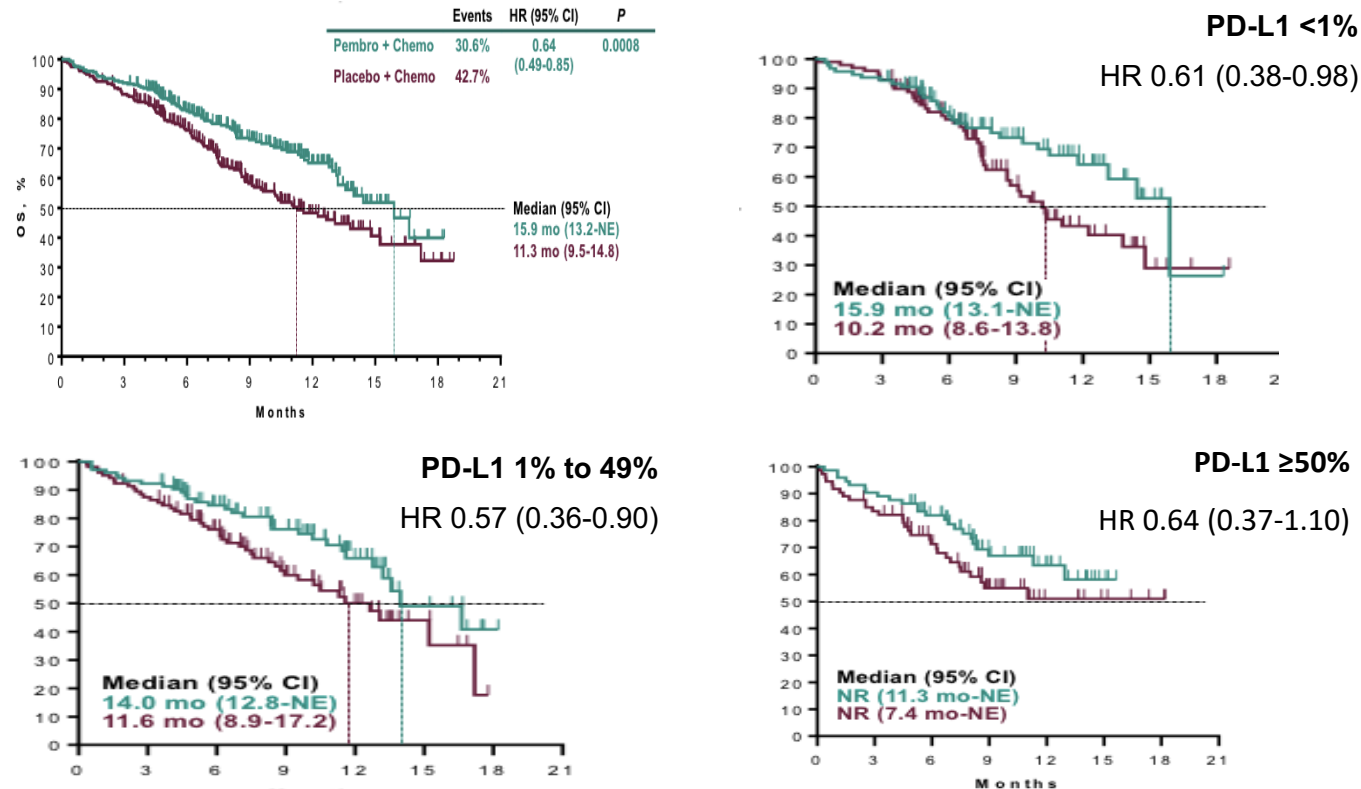 Events HR (95% CI) P
Pembro + Chemo 30.6% 0.64 0.0008
(0.49-0.85)
Placebo + Chemo 42.7%
100
90
80
70
60
50
40
30
20
10
0
OS, %
Median (95% CI)
15.9 mo (13.2-NE)
11.3 mo (9.5-14.8)
0 3 6 9 12 15 18 21
Months
PD-L1 <1%
HR 0.61 (0.38-0.98)
100
90
80
70
60
50
40
30
20
10
0
Median (95% CI)
15.9 mo (13.1-NE)
10.2 mo (8.6-13.8)
0 3 6 9 12 15 18 2
PD-L1 1% to 49%
HR 0.57 (0.36-0.90)
100
90
80
70
60
50
40
30
20
10
0
Median (95% CI)
14.0 mo (12.8-NE)
11.6 mo (8.9-17.2)
0 3 6 9 12 15 18 21
PD-L1 ≥50%
HR 0.64 (0.37-1.10)
100
90
80
70
60
50
40
30
20
10
0
Median (95% CI)
NR (11.3 mo-NE)
NR (7.4 mo-NE)
0 3 6 9 12 15 18 21
Months